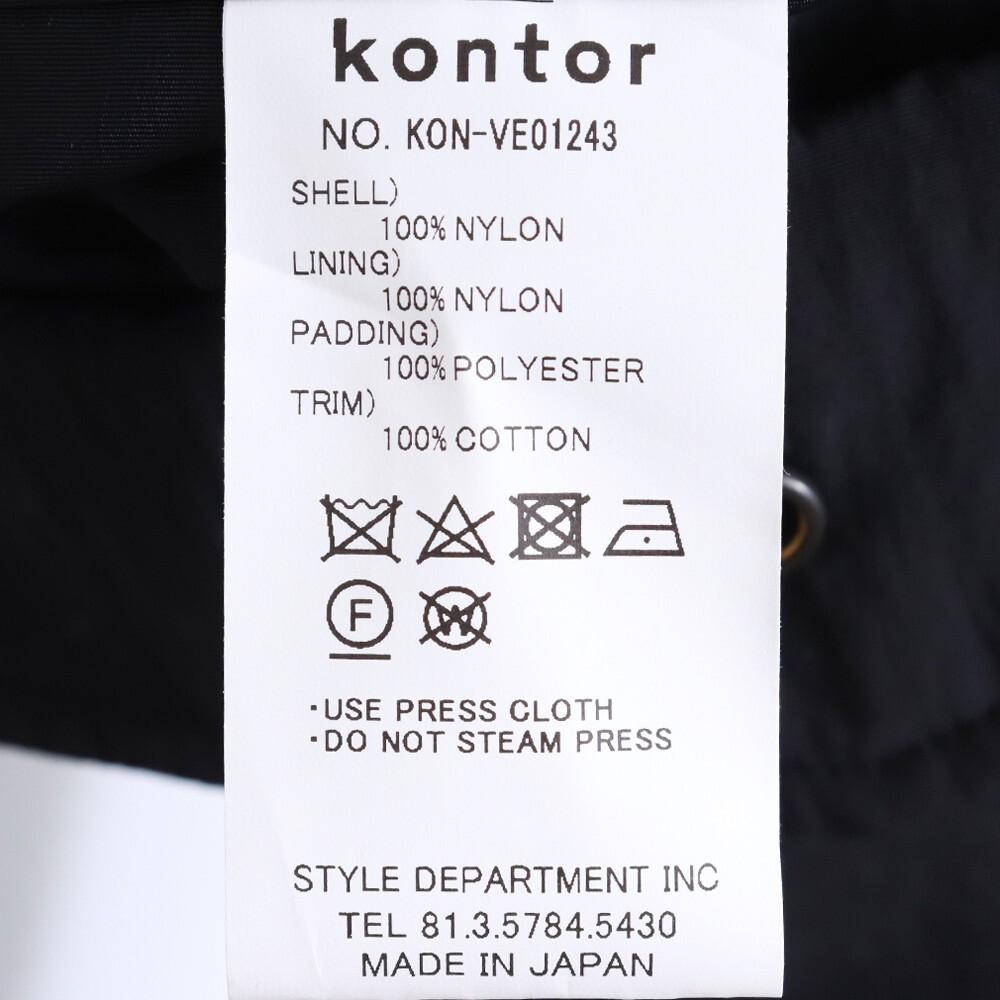 kontor
NO. KON-VE01243
SHELL)
100% NYLON
LINING)
100% NYLON
PADDING)
100% POLYESTER
TRIM)
100% COTTON
F
W
・USE PRESS CLOTH
・DO NOT STEAM PRESS
STYLE DEPARTMENT INC
TEL 81.3.5784.5430
MADE IN JAPAN